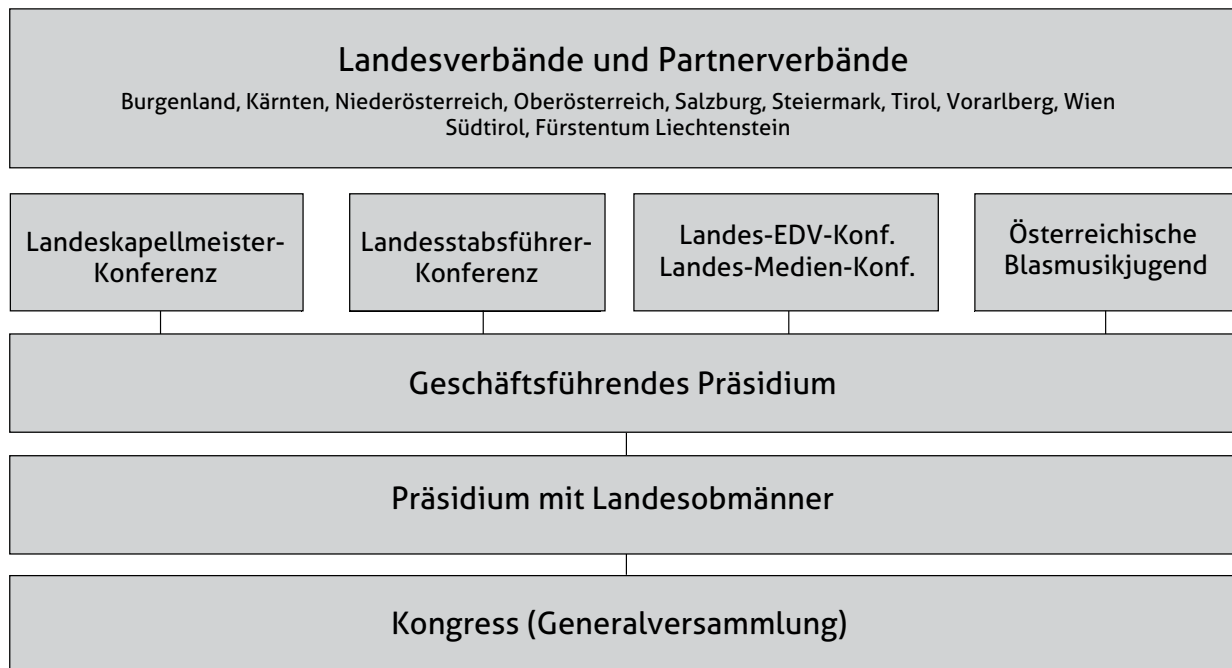 Landesverbände und Partnerverbände
Burgenland, Kärnten, Niederösterreich, Oberösterreich, Salzburg, Steiermark, Tirol, Vorarlberg, Wien
Südtirol, Fürstentum Liechtenstein
Landeskapellmeister-
Konferenz
Landesstabsführer-
Konferenz
Landes-EDV-Konf.
Landes-Medien-Konf.
Österreichische
Blasmusikjugend
Geschäftsführendes Präsidium
Präsidium mit Landesobmänner
Kongress (Generalversammlung)